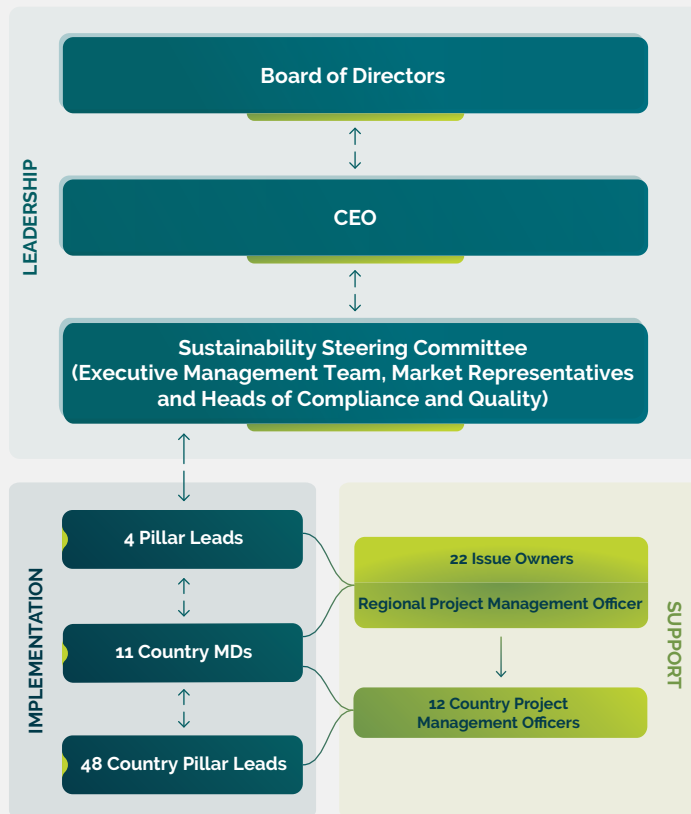 LEADERSHIP
Board of Directors
CEO
Sustainability Steering Committee
(Executive Management Team, Market Representatives
and Heads of Compliance and Quality)
IMPLEMENTATION
4 Pillar Leads
11 Country MDs
48 Country Pillar Leads
SUPPORT
22 Issue Owners
Regional Project Management Officer
12 Country Project
Management Officers